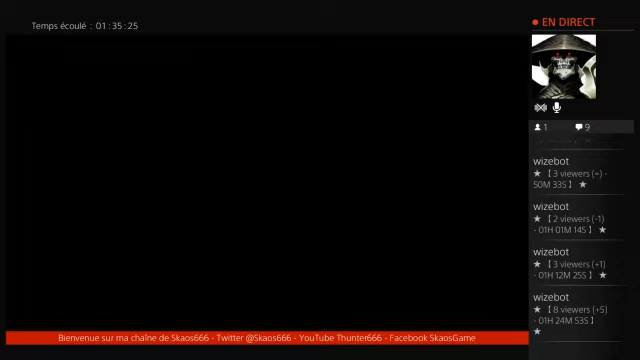 Temps écoulé : 01:35:25
EN DIRECT
1 9
wizebot
★ 【 3 viewers (=) -
50M 33S 】 ★
wizebot
★ 【 2 viewers (-1)
- 01H 01M 14S 】 ★
wizebot
★ 【 3 viewers (+1)
- 01H 12M 25S 】 ★
wizebot
★ 【 8 viewers (+5)
- 01H 24M 53S 】
★
Bienvenue sur ma chaîne de Skaos666 - Twitter @Skaos666 - YouTube Thunter666 - Facebook SkaosGame